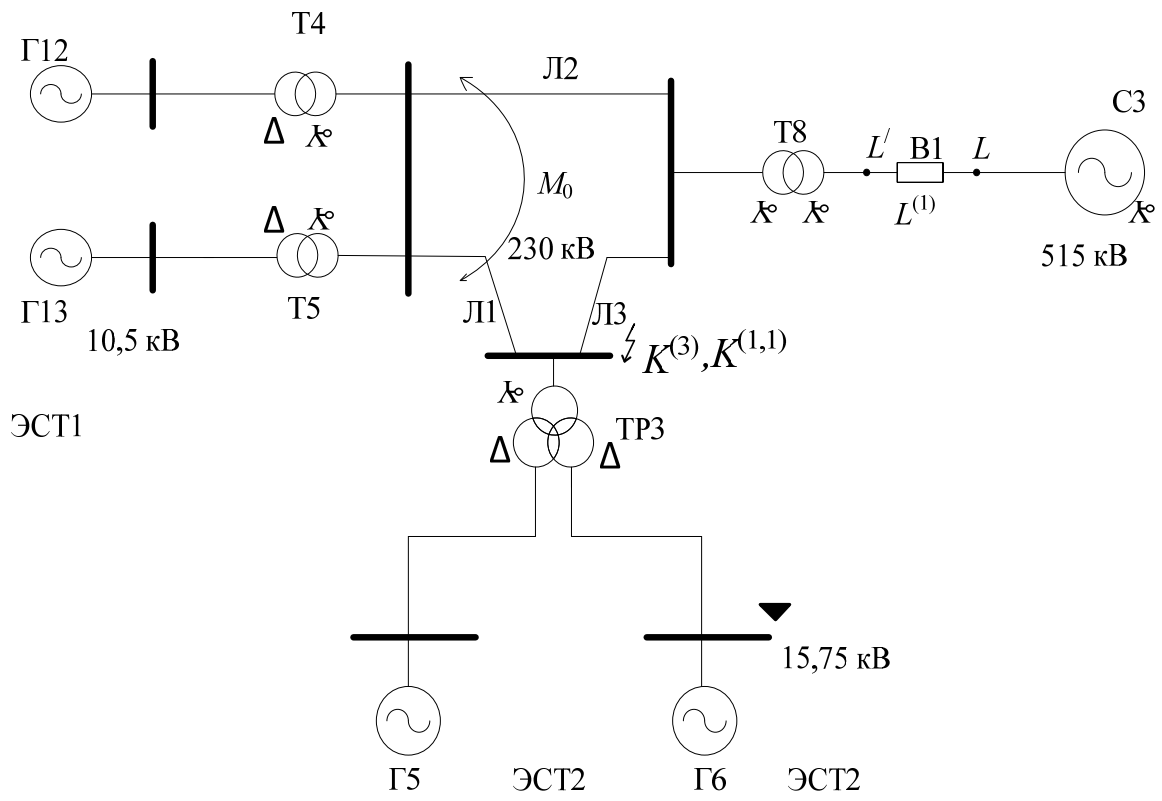 Т4
Г12
Л2
С3
Δ
Т8
L/
В1
L
M0
Δ
L(1)
230 кВ
515 кВ
Г13
Т5
Л1
Л3
10,5 кВ
K(3),K(1,1)
ЭСТ1
ТР3
Δ
Δ
15,75 кВ
Г5
ЭСТ2
Г6
ЭСТ2